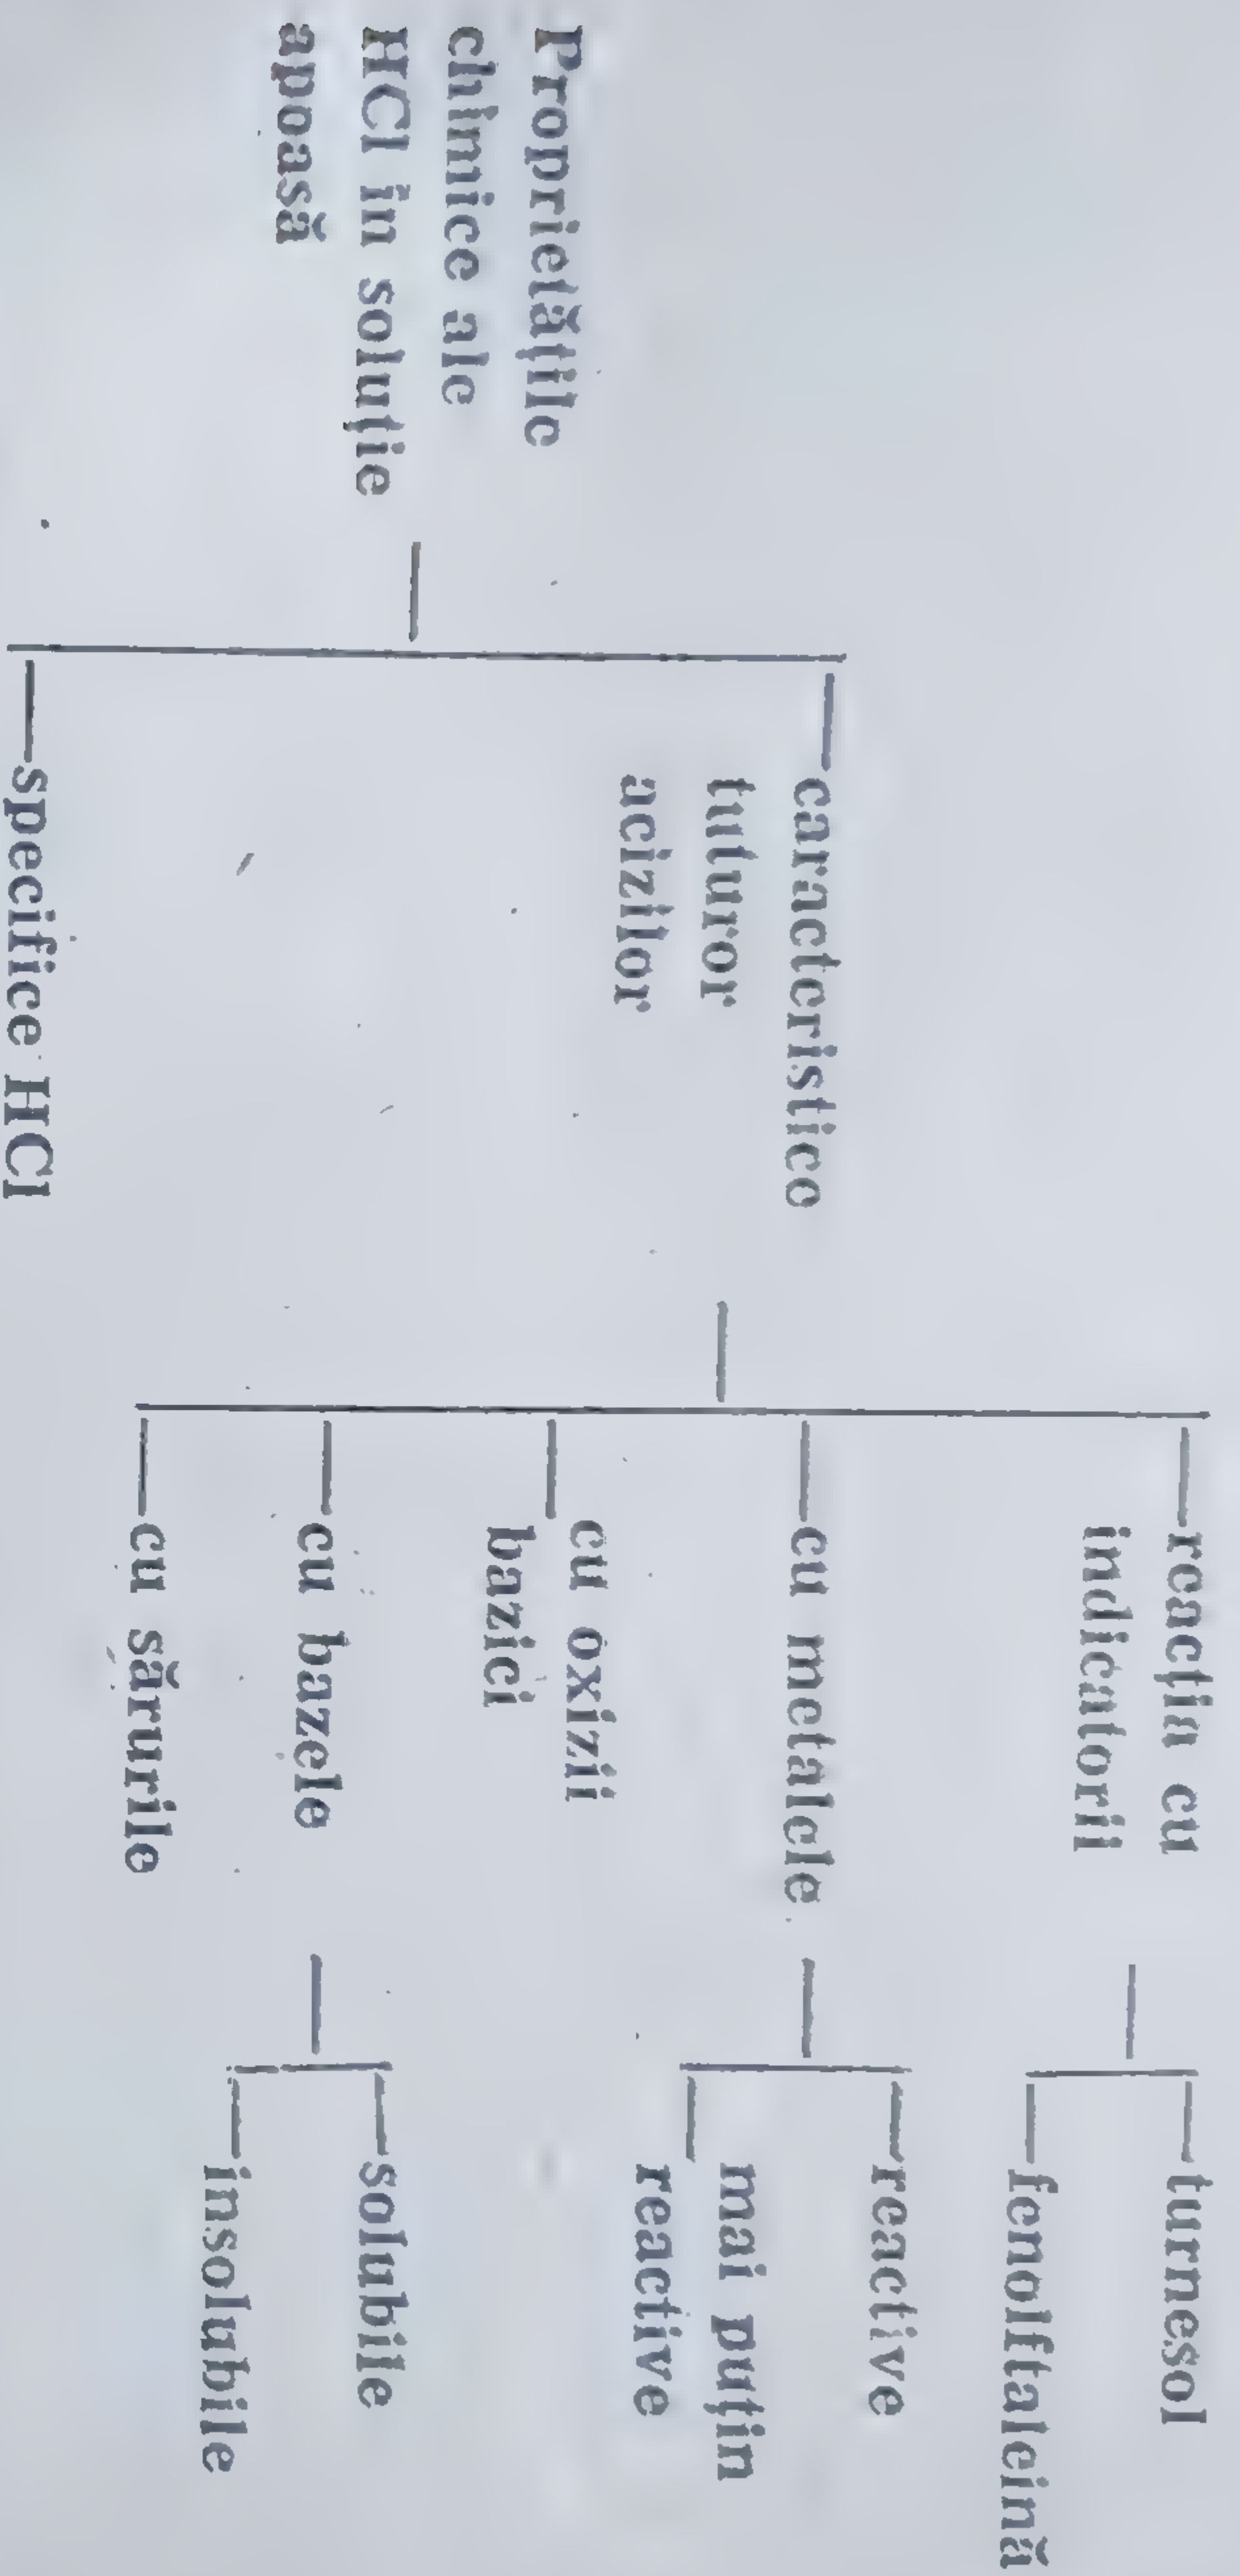 Proprietățile
chimice ale
HCl în soluție
apoasă
caracteristice
tuturor
acizilor
reacția cu
indicatorii
turnesol
fenolftaleină
cu metalele
reactive
mai puțin
reactive
cu oxizii
bazici
cu bazele
solubile
insolubile
cu sărurile
specifice HCl